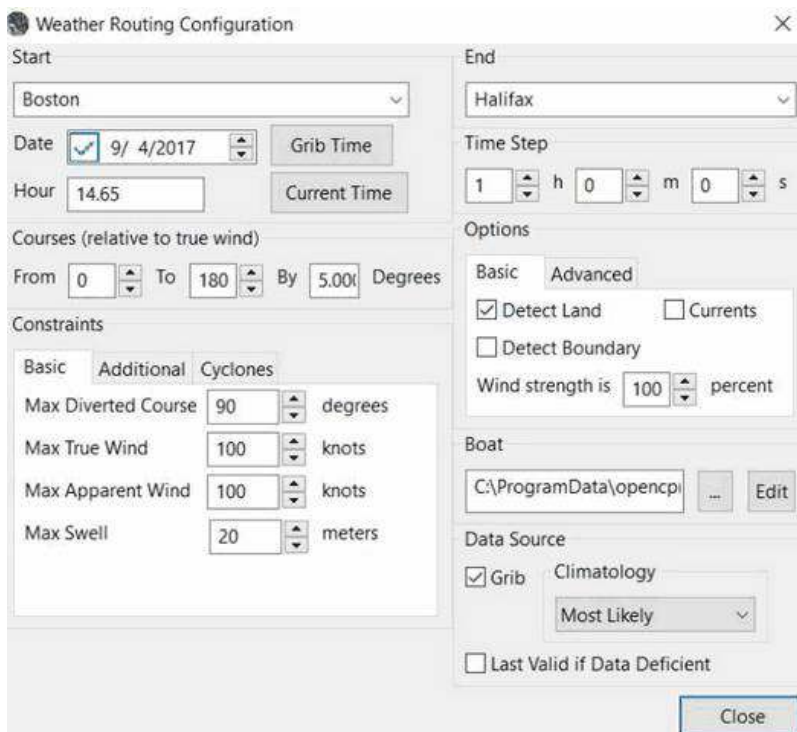 Weather Routing Configuration
Start
Boston
Date 9/ 4/2017 Grib Time
Hour 14.65 Current Time
Courses (relative to true wind)
From 0 To 180 By 5.00 Degrees
Constraints
Basic Additional Cyclones
Max Diverted Course 90 degrees
Max True Wind 100 knots
Max Apparent Wind 100 knots
Max Swell 20 meters
End
Halifax
Time Step
1 h 0 m 0 s
Options
Basic Advanced
Detect Land Currents
Detect Boundary
Wind strength is 100 percent
Boat
C:\ProgramData\opencp ... Edit
Data Source
Grib Climatology
Most Likely
Last Valid if Data Deficient
Close